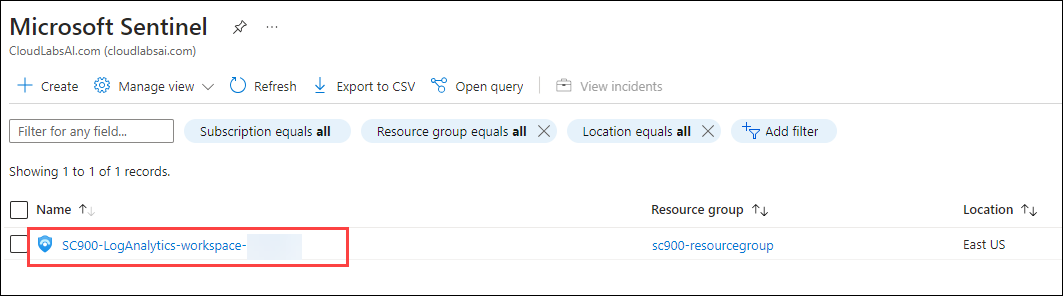 Microsoft Sentinel
CloudLabsAI.com (cloudlabsai.com)
Create Manage view Refresh Export to CSV Open query View incidents
Filter for any field... Subscription equals all Resource group equals all Location equals all Add filter
Showing 1 to 1 of 1 records.
Name Resource group Location
SC900-LogAnalytics-workspace- sc900-resourcegroup East US